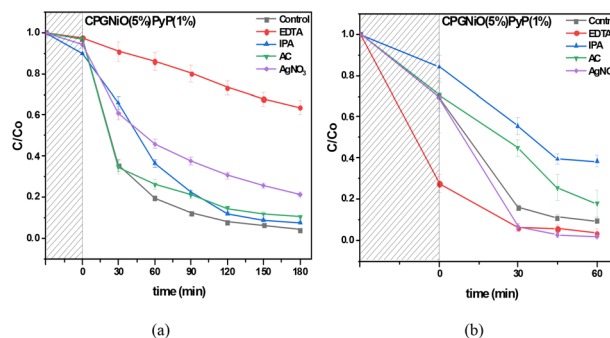 CPGNiO(5%)PyP(1%)
Control
EDTA
IPA
AC
AgNO₃
C/Co
1.0
0.8
0.6
0.4
0.2
0.0
0 30 60 90 120 150 180
time (min)
(a)
CPGNiO(5%)PyP(1%)
Control
EDTA
IPA
AC
AgNO
C/Co
1.0
0.8
0.6
0.4
0.2
0.0
0 30 60
time (min)
(b)